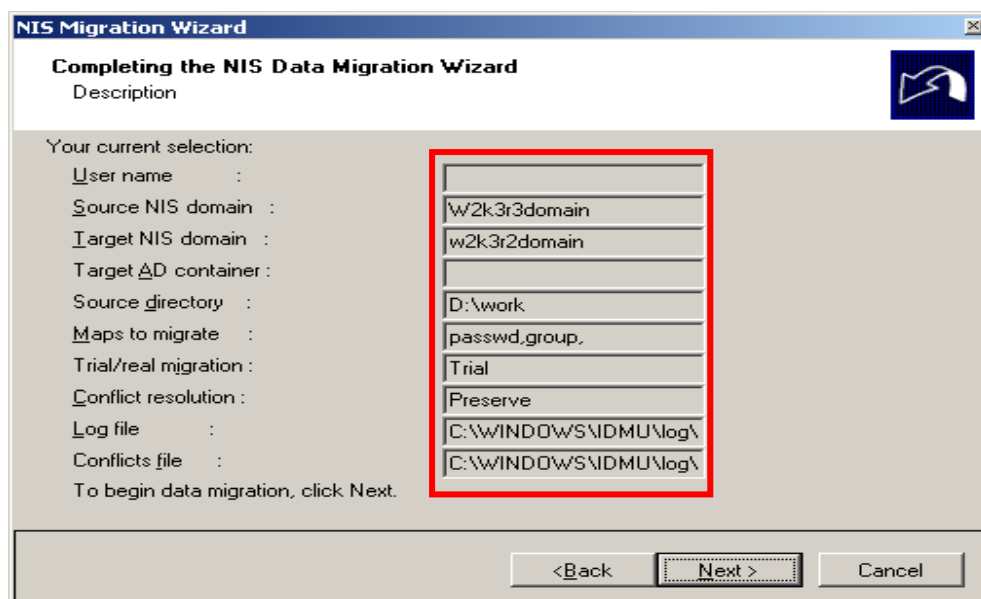 NIS Migration Wizard
Completing the NIS Data Migration Wizard
Description
Your current selection:
User name :
Source NIS domain : W2k3r3domain
Target NIS domain : w2k3r2domain
Target AD container :
Source directory : D:\work
Maps to migrate : passwd,group,
Trial/real migration : Trial
Conflict resolution : Preserve
Log file : C:\WINDOWS\IDMU\log\
Conflicts file : C:\WINDOWS\IDMU\log\
To begin data migration, click Next.
<Back Next > Cancel